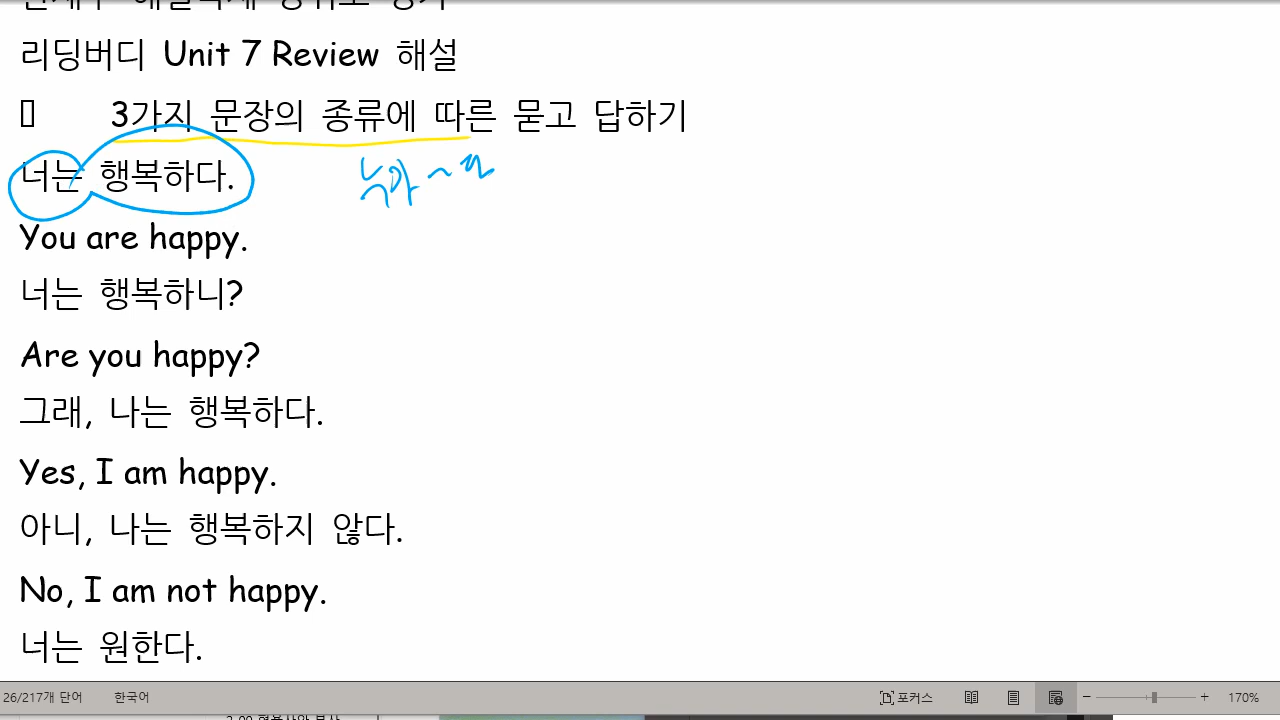 리딩버디 Unit 7 Review 해설
3가지 문장의 종류에 따른 묻고 답하기
너는 행복하다.
You are happy.
너는 행복하니?
Are you happy?
그래, 나는 행복하다.
Yes, I am happy.
아니, 나는 행복하지 않다.
No, I am not happy.
너는 원한다.
26/217개 단어 한국어 포커스 170%